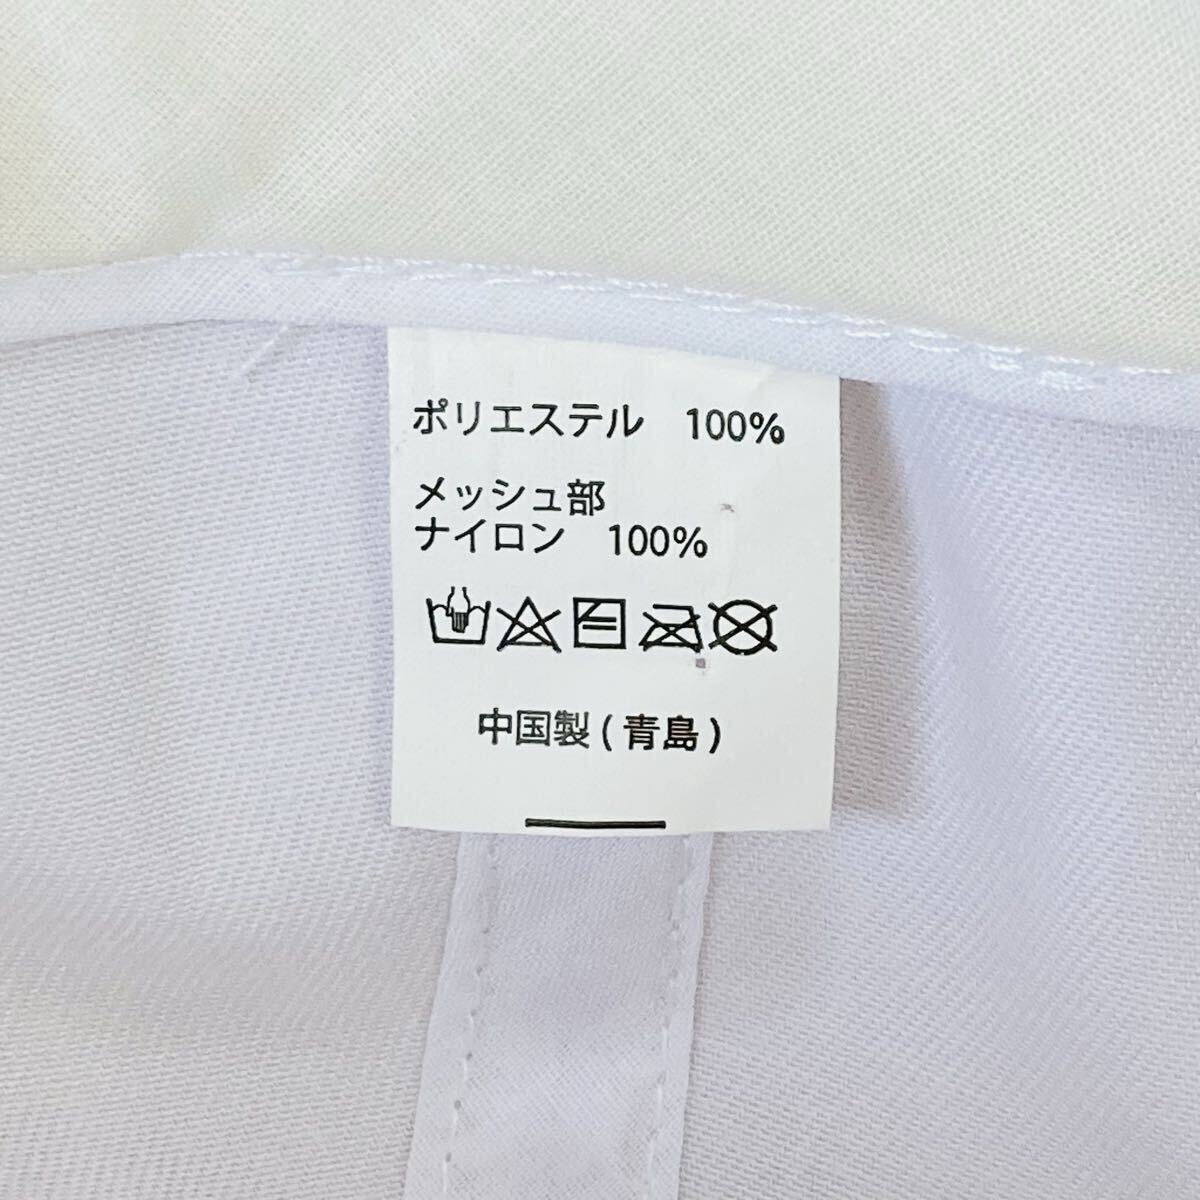 ポリエステル 100%
メッシュ部
ナイロン 100%
中国製 ( 青島 )